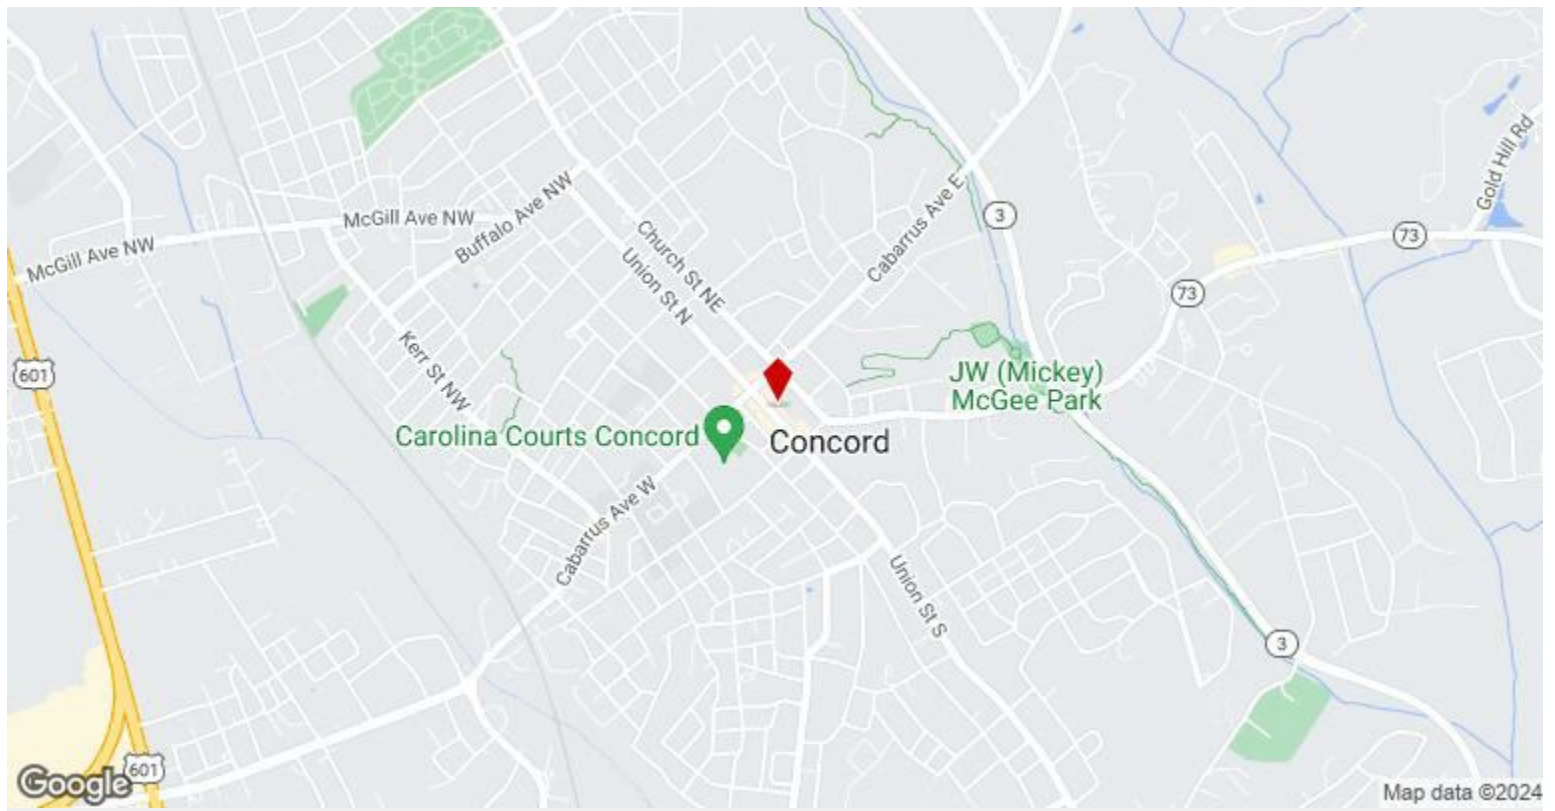 Gold Hill Rd
McGill Ave NW
Buffalo Ave NW
Cabarrus Ave E
3
73
McGill Ave NW
Church St NE
Union St N
73
601
Kerr St NW
JW (Mickey)
McGee Park
Carolina Courts Concord
Concord
Cabarrus Ave W
Union St S
3
601
Google
Map data ©2024